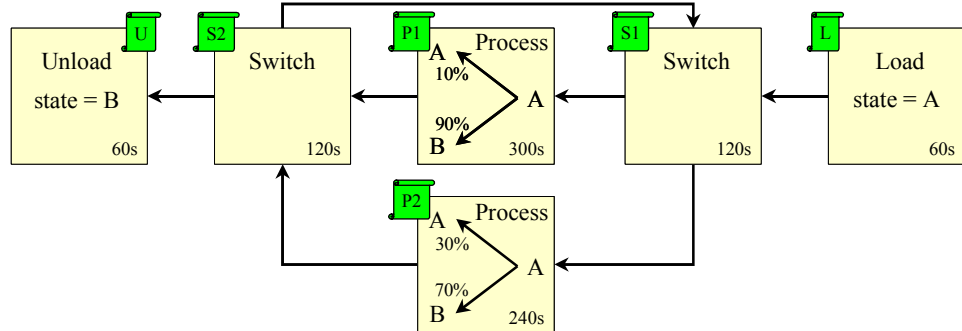 U
Unload
state = B
60s
S2
Switch
120s
P1
Process
A
10%
A
90%
B
300s
S1
Switch
120s
L
Load
state = A
60s
P2
Process
A
30%
A
70%
B
240s